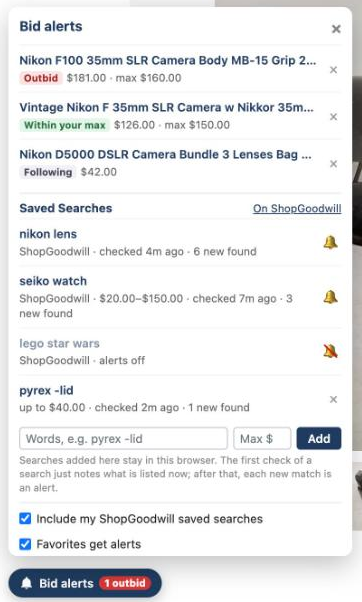 Bid alerts ×
Nikon F100 35mm SLR Camera Body MB-15 Grip 2... ×
Outbid $181.00 · max $160.00
Vintage Nikon F 35mm SLR Camera w Nikkor 35m... ×
Within your max $126.00 · max $150.00
Nikon D5000 DSLR Camera Bundle 3 Lenses Bag ... ×
Following $42.00
Saved Searches On ShopGoodwill
nikon lens
ShopGoodwill · checked 4m ago · 6 new found
seiko watch
ShopGoodwill · $20.00–$150.00 · checked 7m ago · 3
new found
lego star wars
ShopGoodwill · alerts off
pyrex -lid ×
up to $40.00 · checked 2m ago · 1 new found
Words, e.g. pyrex -lid Max $ Add
Searches added here stay in this browser. The first check of a
search just notes what is listed now; after that, each new match is
an alert.
Include my ShopGoodwill saved searches
Favorites get alerts
Bid alerts 1 outbid